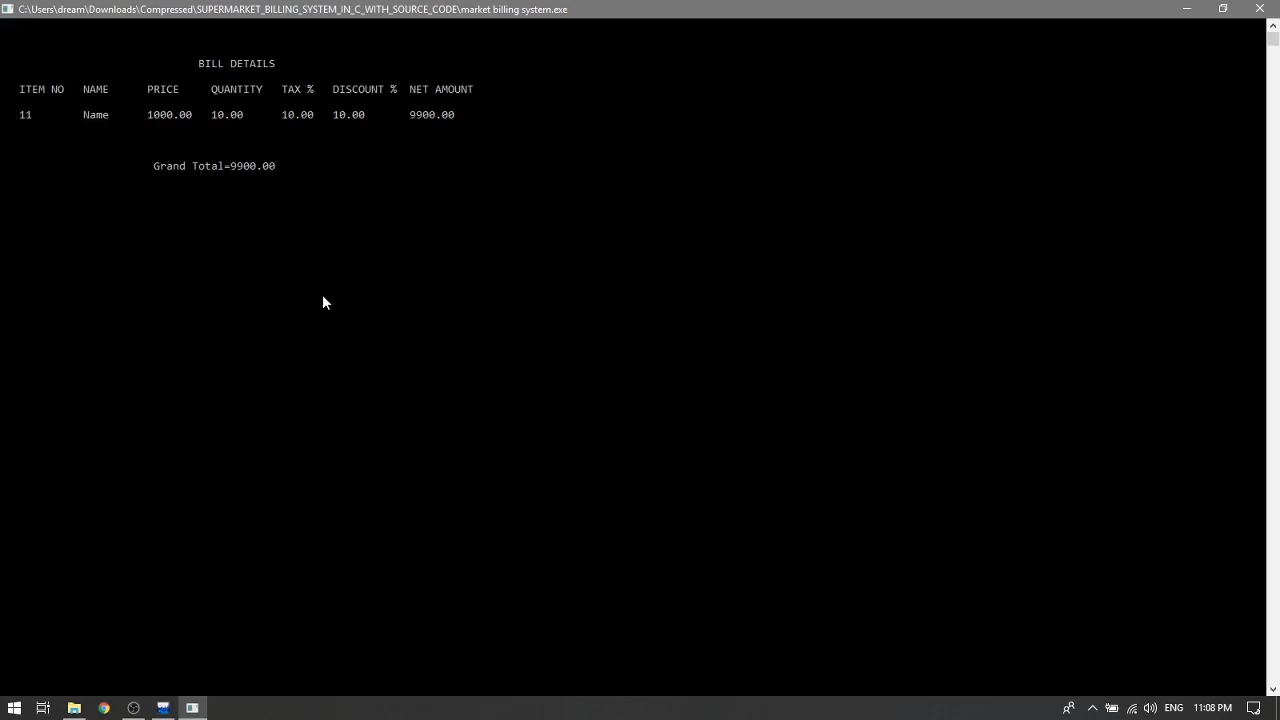 C:\Users\dream\Downloads\Compressed\SUPERMARKET_BILLING_SYSTEM_IN_C_WITH_SOURCE_CODE\market billing system.exe
BILL DETAILS
ITEM NO NAME PRICE QUANTITY TAX % DISCOUNT % NET AMOUNT
11 Name 1000.00 10.00 10.00 10.00 9900.00
Grand Total=9900.00
ENG 11:08 PM